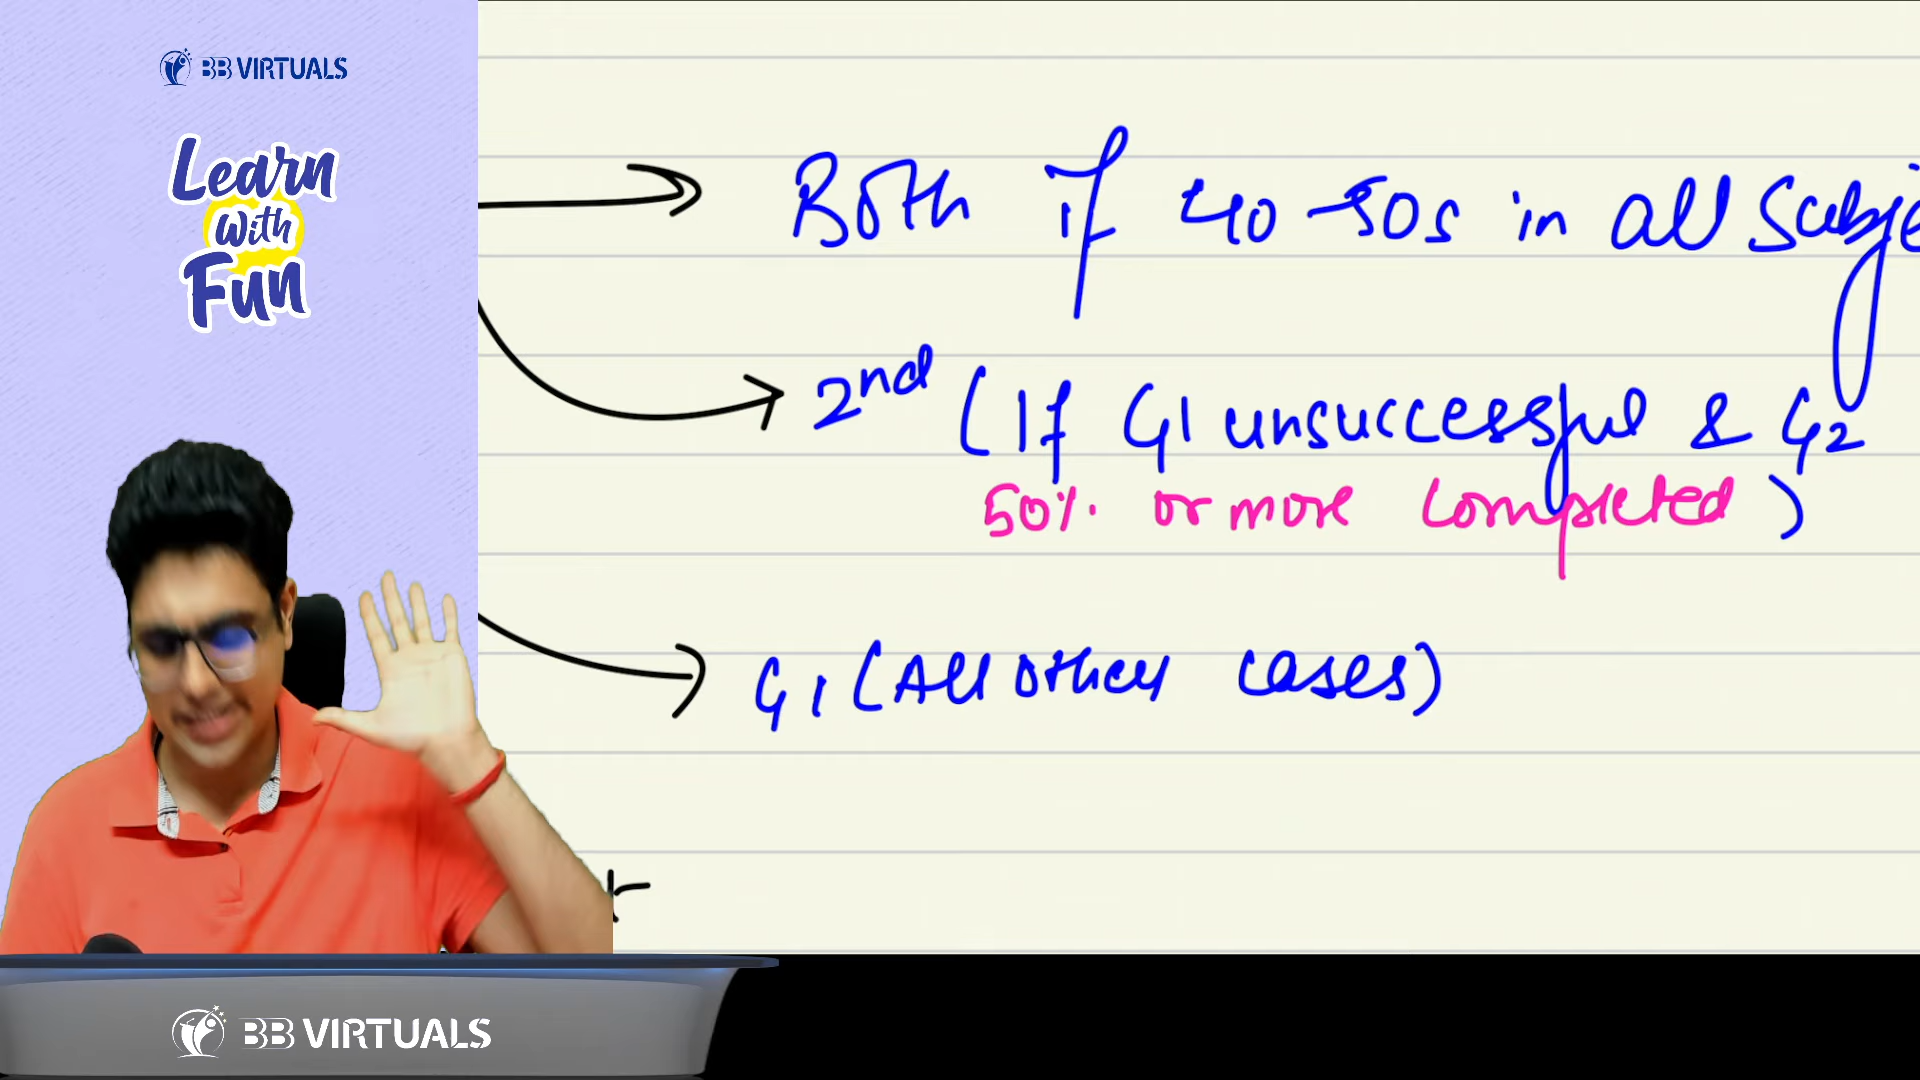 BB VIRTUALS
Learn
With
Fun
Both if 40-50s in all Subje
2nd (If G1 unsuccessful & G2
50% or more completed)
G1 (All other cases)
BB VIRTUALS